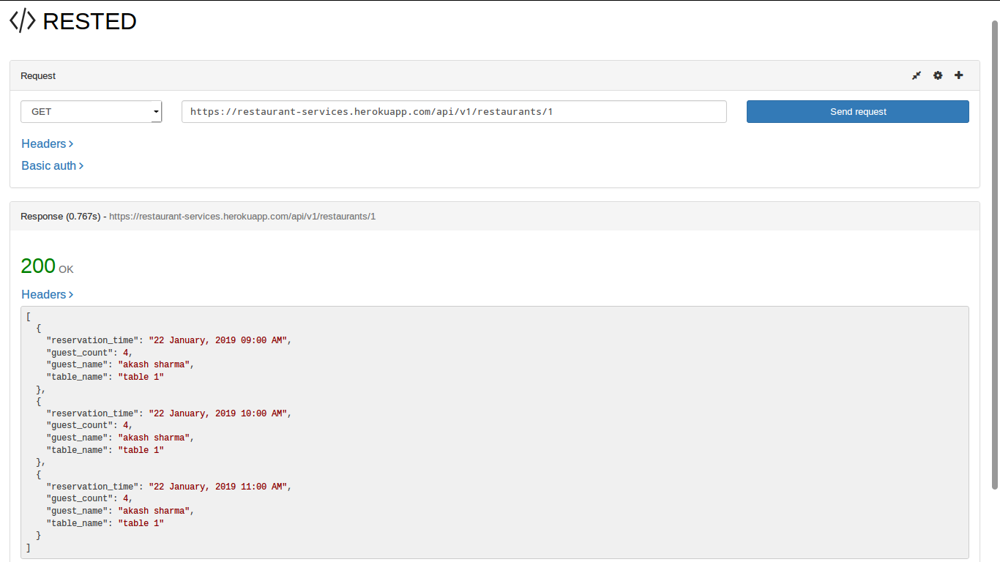 </> RESTED
Request
GET https://restaurant-services.herokuapp.com/api/v1/restaurants/1 Send request
Headers >
Basic auth >
Response (0.767s) - https://restaurant-services.herokuapp.com/api/v1/restaurants/1
200 OK
Headers >
[
  {
    "reservation_time": "22 January, 2019 09:00 AM",
    "guest_count": 4,
    "guest_name": "akash sharma",
    "table_name": "table 1"
  },
  {
    "reservation_time": "22 January, 2019 10:00 AM",
    "guest_count": 4,
    "guest_name": "akash sharma",
    "table_name": "table 1"
  },
  {
    "reservation_time": "22 January, 2019 11:00 AM",
    "guest_count": 4,
    "guest_name": "akash sharma",
    "table_name": "table 1"
  }
]